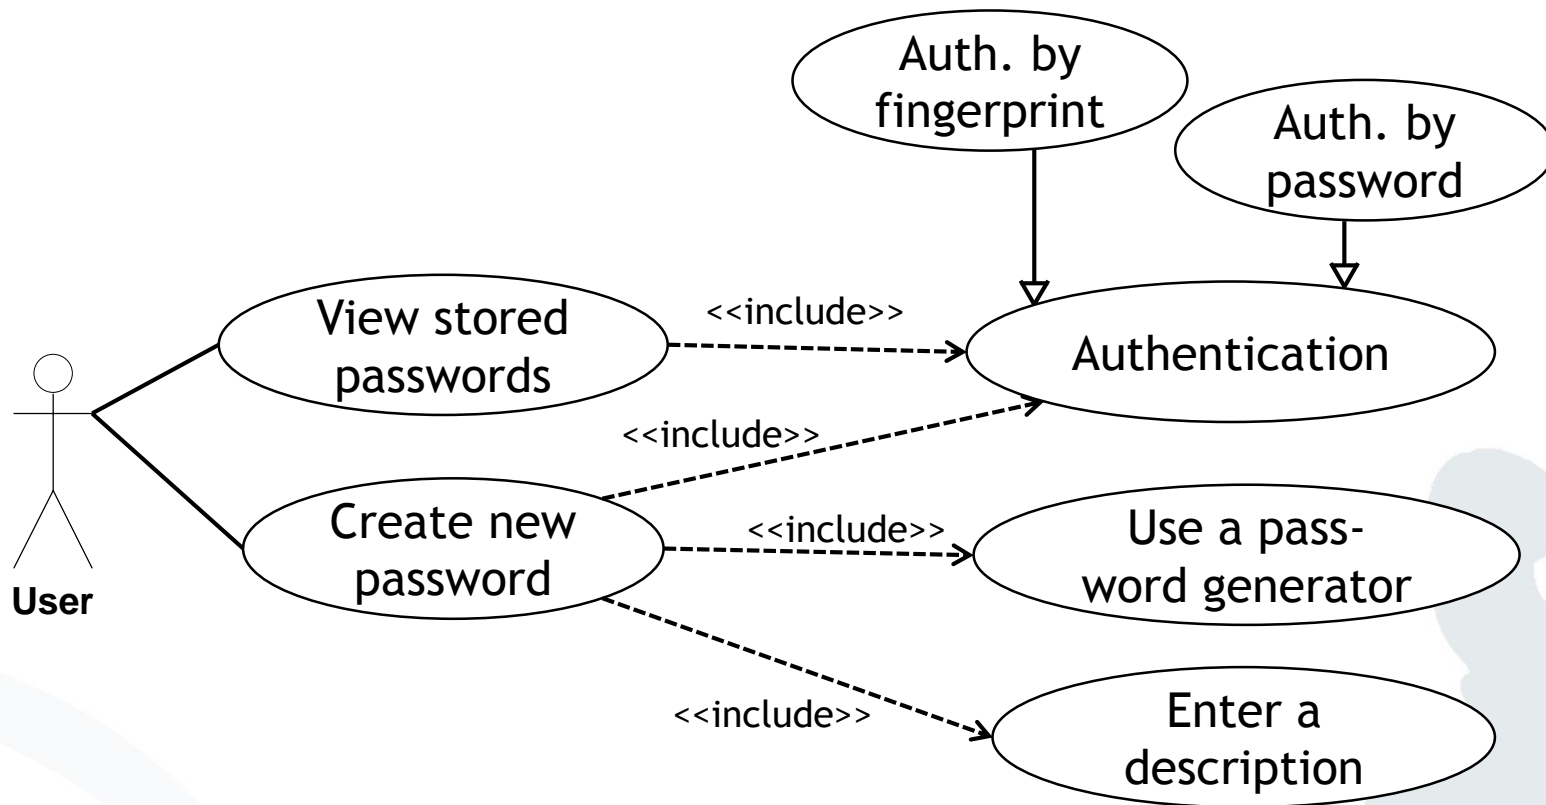 Auth. by
fingerprint
Auth. by
password
View stored
passwords
<<include>>
Authentication
<<include>>
Create new
password
<<include>>
Use a pass-
word generator
User
<<include>>
Enter a
description